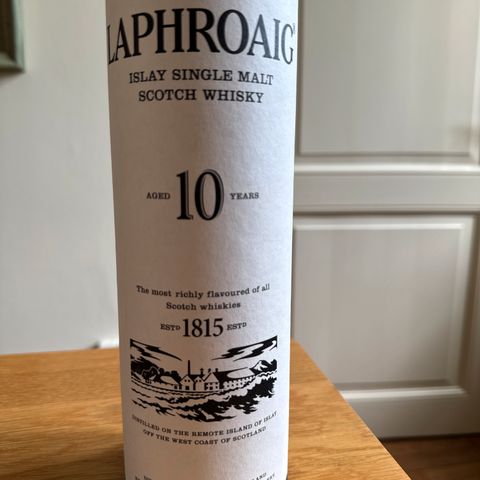 LAPHROAIG®
ISLAY SINGLE MALT
SCOTCH WHISKY
AGED 10 YEARS
The most richly flavoured of all
Scotch whiskies
ESTD 1815 ESTD
DISTILLED ON THE REMOTE ISLAND OF ISLAY
OFF THE WEST COAST OF SCOTLAND